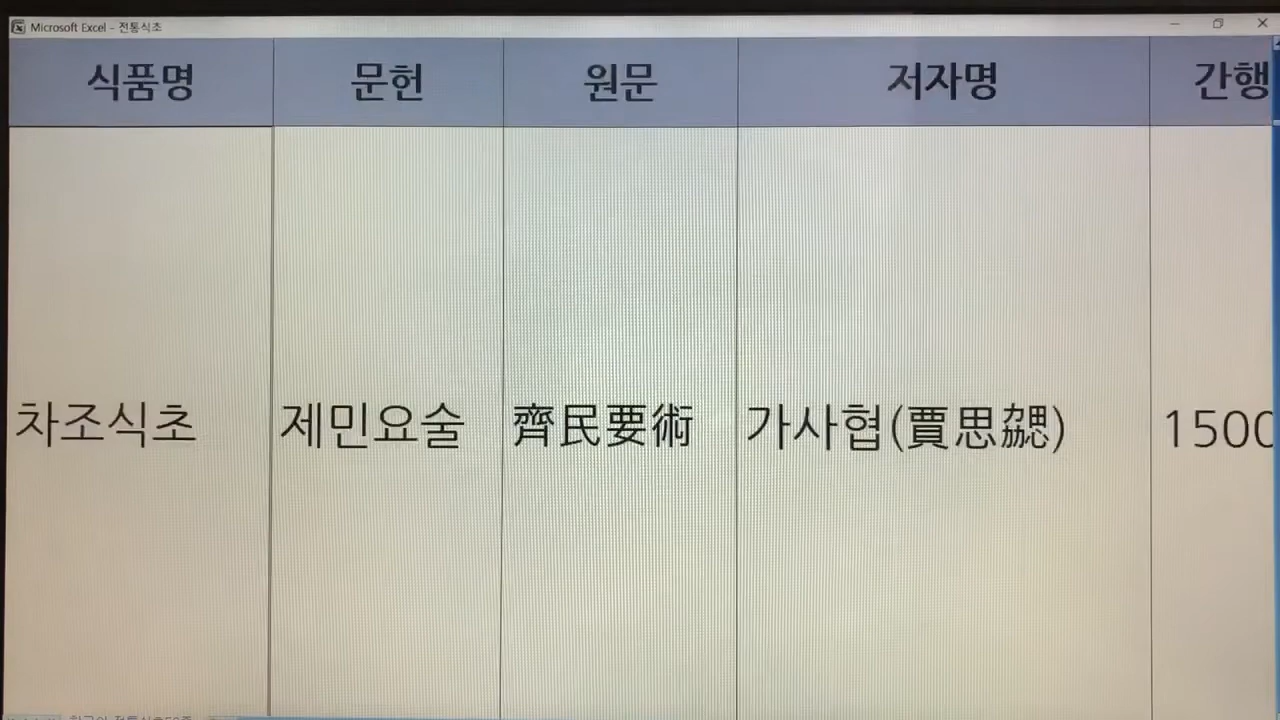 Microsoft Excel - 전통식초
식품명 문헌 원문 저자명 간행
차조식초 제민요술 齊民要術 가사협(賈思勰) 1500